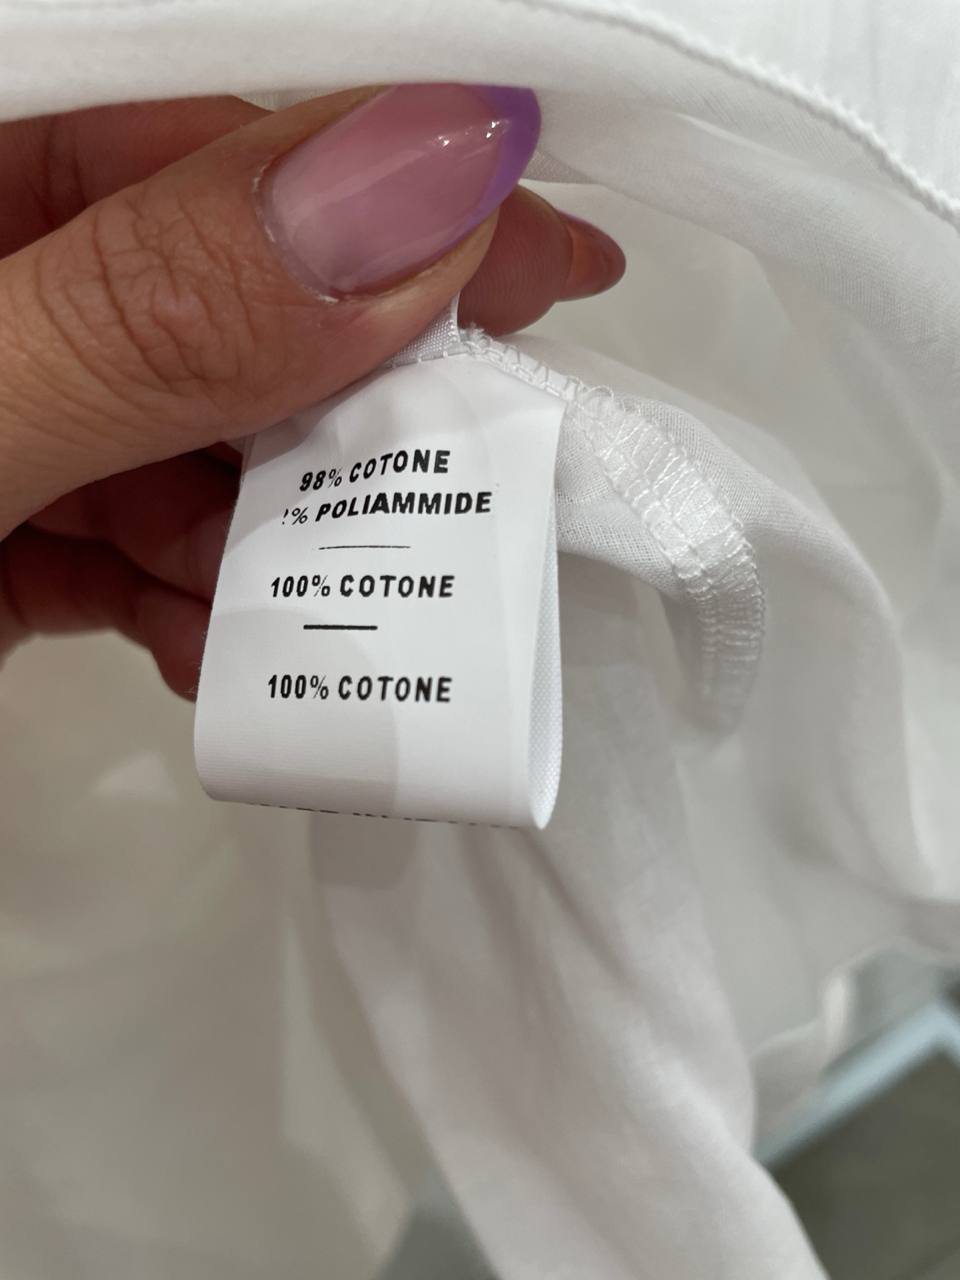 98% COTONE
% POLIAMMIDE
100% COTONE
100% COTONE